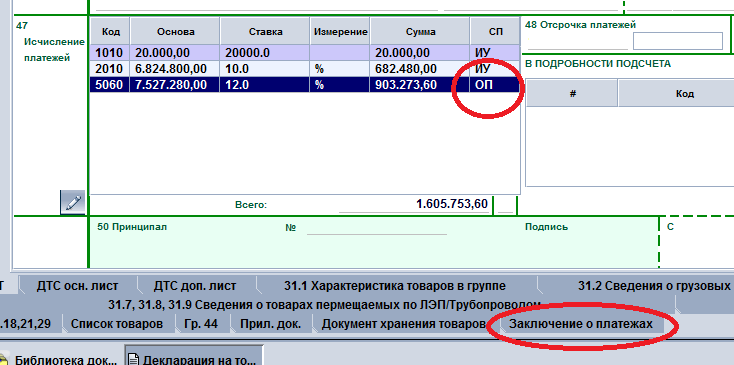 47
Исчисление
платежей
Код Основа Ставка Измерение Сумма СП
1010 20.000,00 20000.0 20.000,00 ИУ
2010 6.824.800,00 10.0 % 682.480,00 ИУ
5060 7.527.280,00 12.0 % 903.273,60 ОП
Всего: 1.605.753,60
48 Отсрочка платежей
В ПОДРОБНОСТИ ПОДСЧЕТА
# Код
50 Принципал № Подпись С
Т ДТС осн. лист ДТС доп. лист 31.1 Характеристика товаров в группе 31.2 Сведения о грузовых
31.7, 31.8, 31.9 Сведения о товарах пермещаемых по ЛЭП/Трубопроводом
.18,21,29 Список товаров Гр. 44 Прил. док. Документ хранения товаров Заключение о платежах
Библиотека док... Декларация на то...